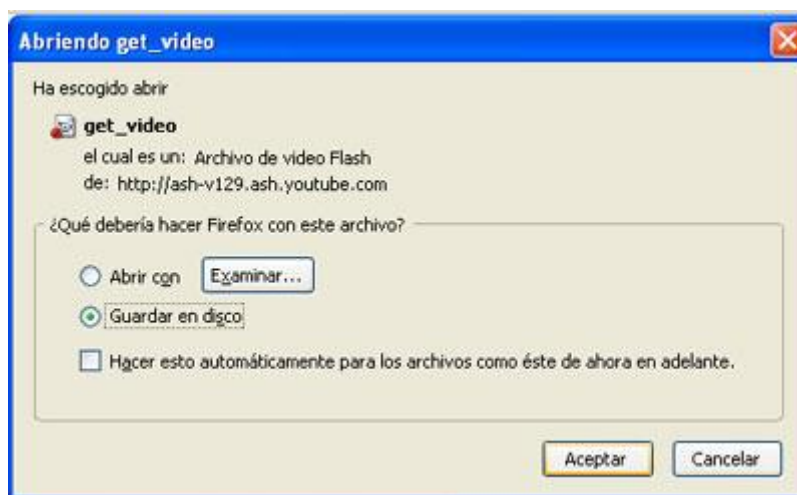 Abriendo get_video
Ha escogido abrir
get_video
el cual es un: Archivo de video Flash
de: http://ash-v129.ash.youtube.com
¿Qué debería hacer Firefox con este archivo?
Abrir con Examinar...
Guardar en disco
Hacer esto automáticamente para los archivos como éste de ahora en adelante.
Aceptar Cancelar